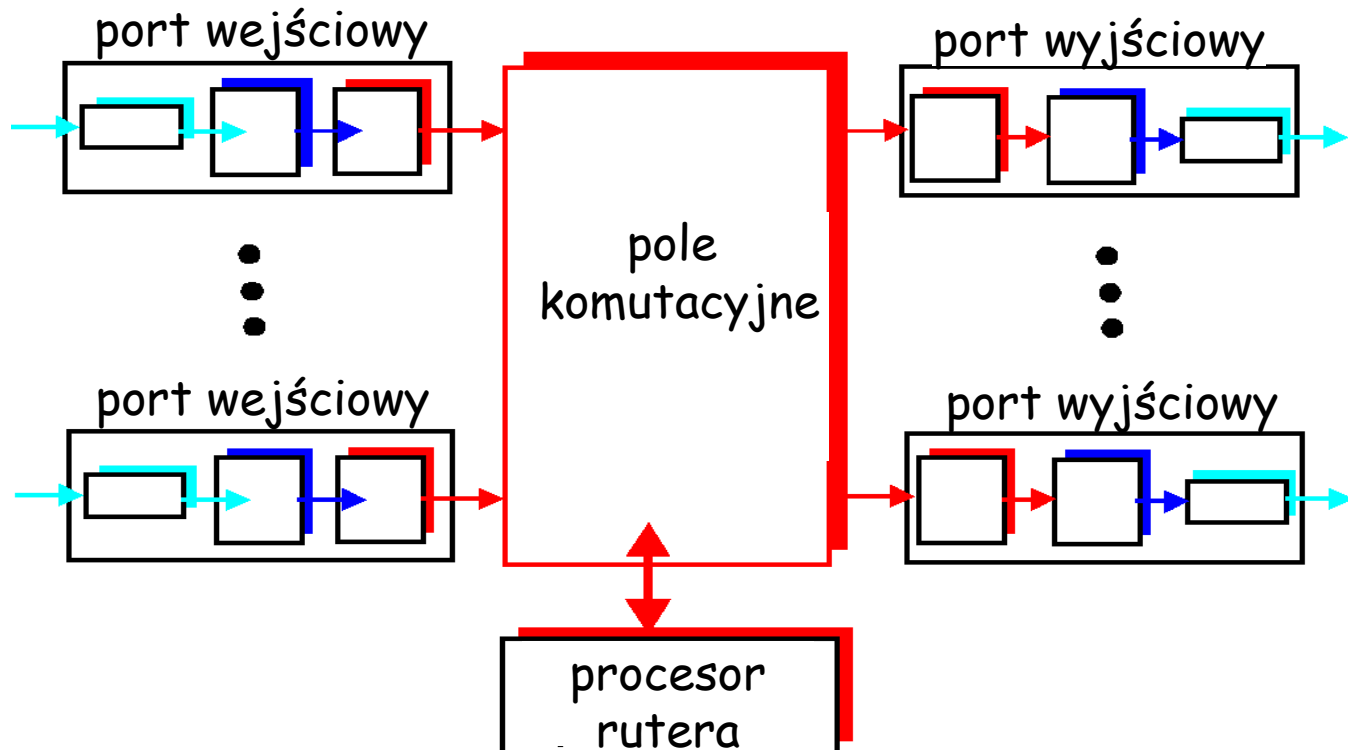 port wejściowy
port wyjściowy
pole
komutacyjne
port wejściowy
port wyjściowy
procesor
rutera